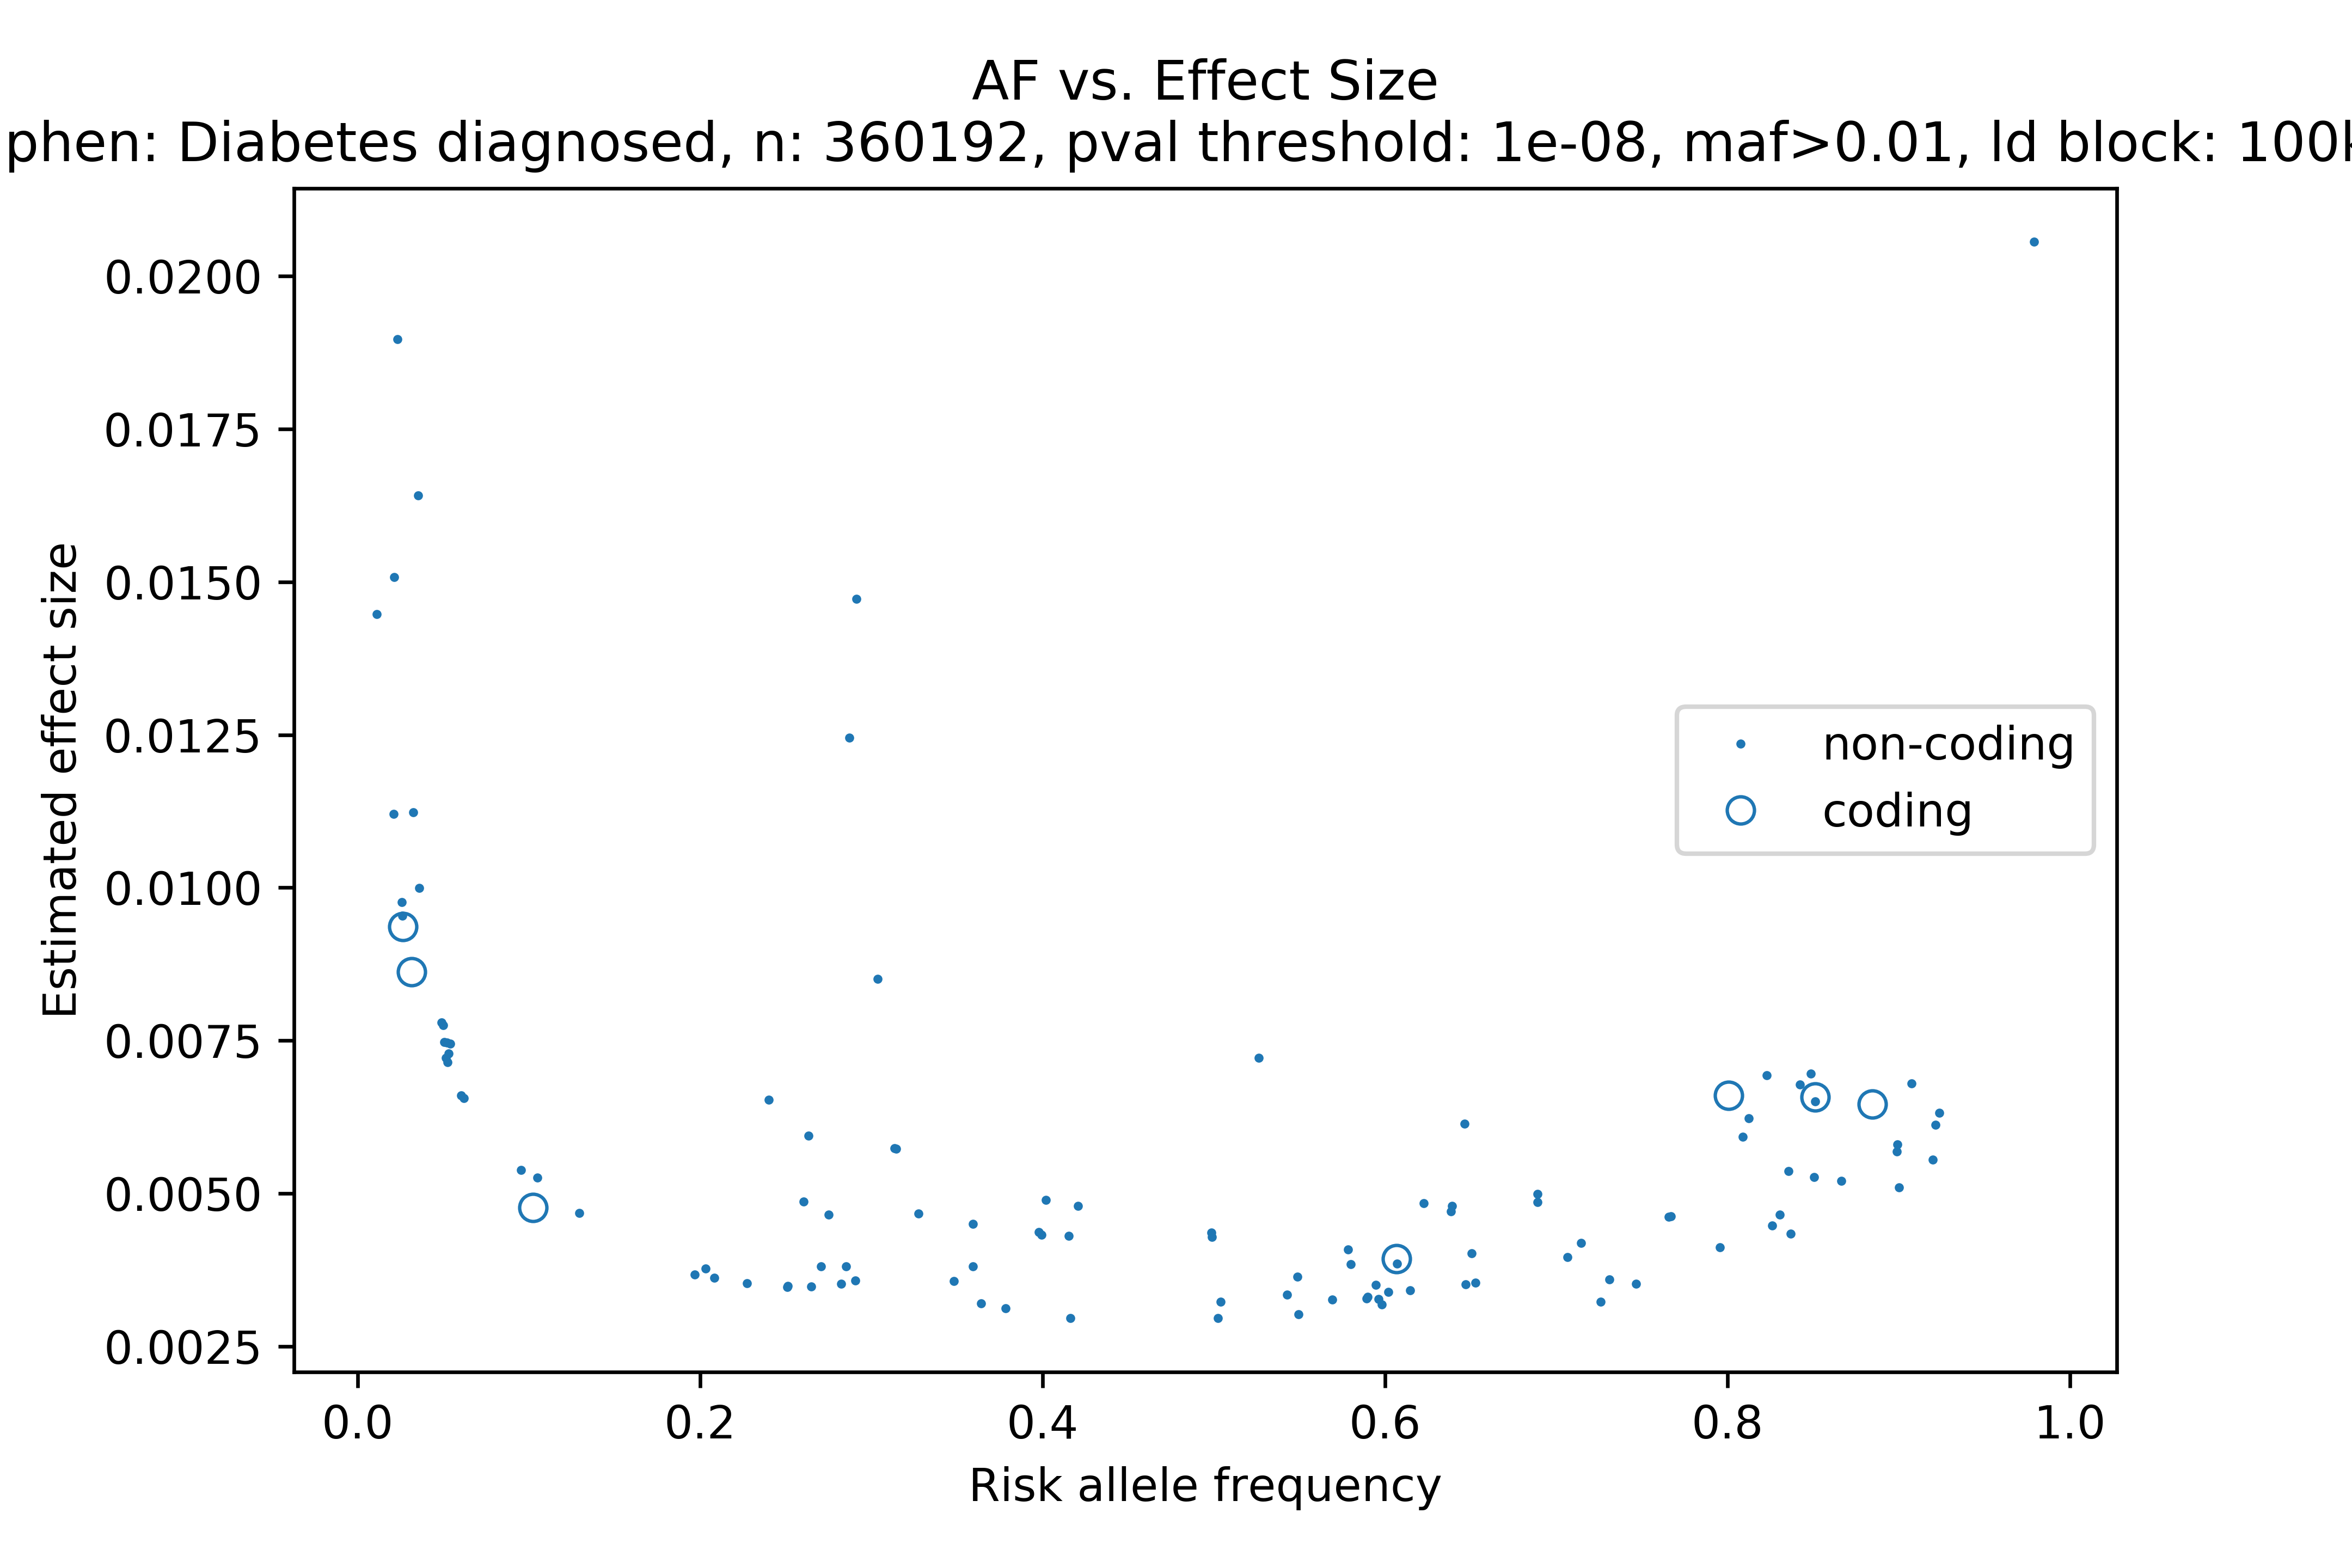 AF vs. Effect Size
phen: Diabetes diagnosed, n: 360192, pval threshold: 1e-08, maf>0.01, ld block: 100
0.0200
0.0175
0.0150
0.0125
0.0100
0.0075
0.0050
0.0025
Estimated effect size
non-coding
coding
0.0
0.2
0.4
0.6
0.8
1.0
Risk allele frequency